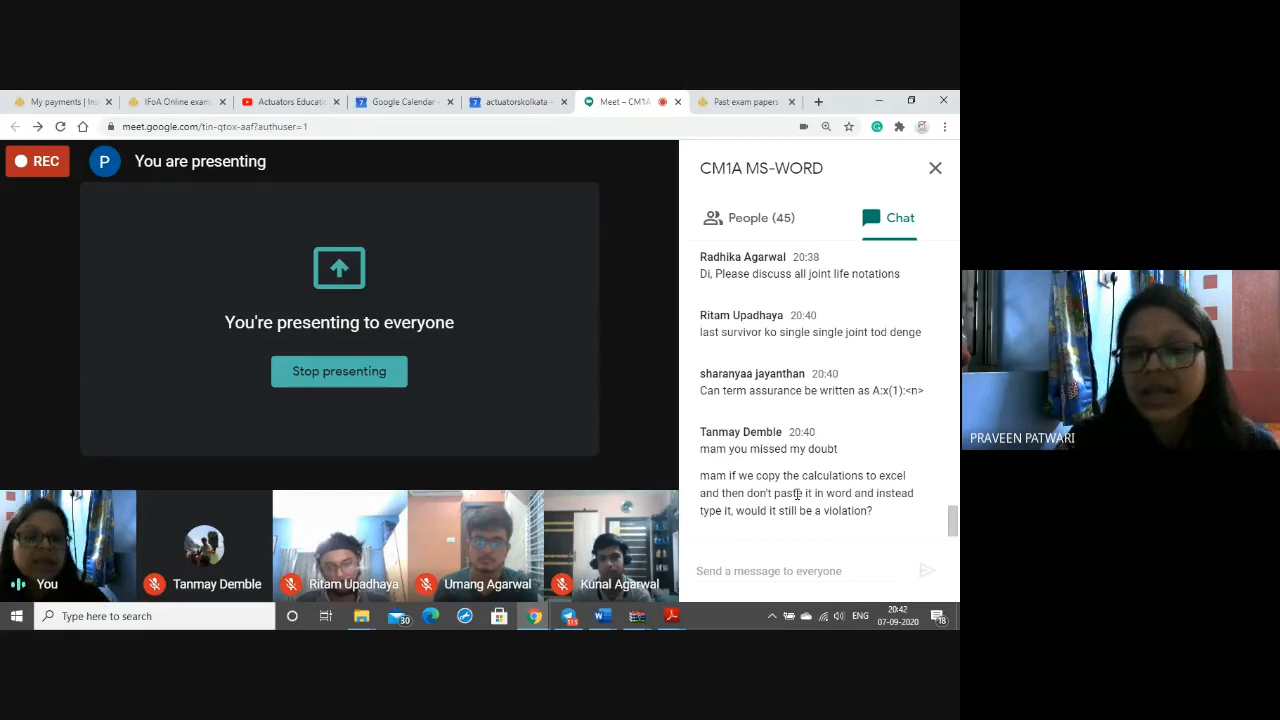 My payments | Ins
IFoA Online exam
Actuators Educatio
Google Calendar -
actuatorskolkata -
Meet – CM1A
Past exam papers
meet.google.com/tin-qtox-aaf?authuser=1
REC
P
You are presenting
You're presenting to everyone
Stop presenting
CM1A MS-WORD
People (45)
Chat
Radhika Agarwal 20:38
Di, Please discuss all joint life notations
Ritam Upadhaya 20:40
last survivor ko single single joint tod denge
sharanyaa jayanthan 20:40
Can term assurance be written as A:x(1):<n>
Tanmay Demble 20:40
mam you missed my doubt
mam if we copy the calculations to excel
and then don't paste it in word and instead
type it, would it still be a violation?
Send a message to everyone
You
Tanmay Demble
Ritam Upadhaya
Umang Agarwal
Kunal Agarwal
PRAVEEN PATWARI
Type here to search
30
ENG
20:42
07-09-2020
18